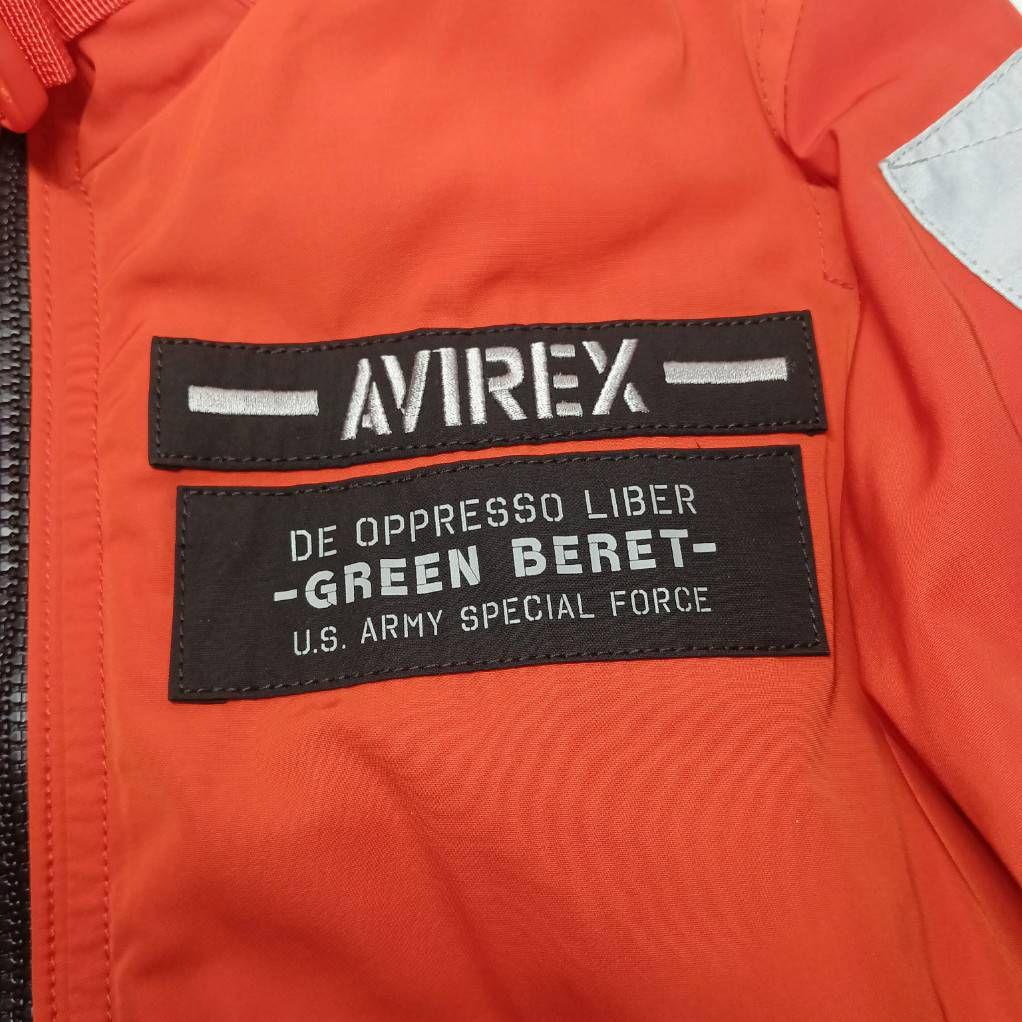 AVIREX
DE OPPRESSO LIBER
-GREEN BERET-
U.S. ARMY SPECIAL FORCE